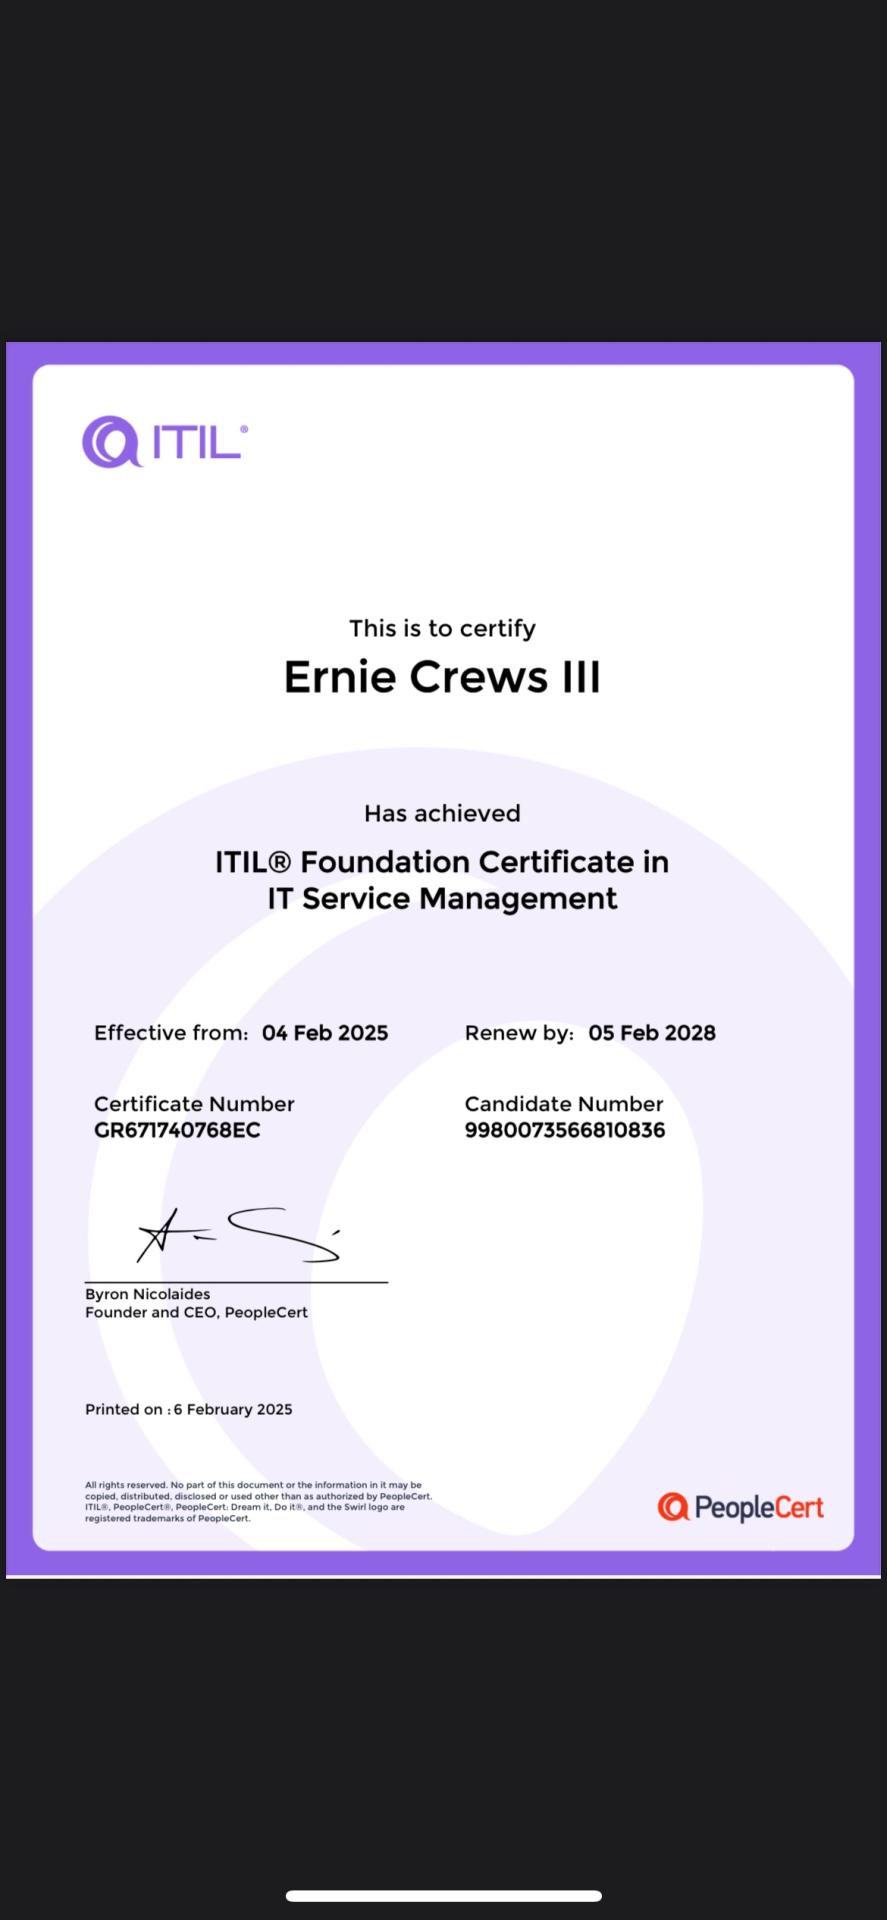 ITIL®
This is to certify
Ernie Crews III
Has achieved
ITIL® Foundation Certificate in
IT Service Management
Effective from: 04 Feb 2025 Renew by: 05 Feb 2028
Certificate Number Candidate Number
GR671740768EC 9980073566810836
Byron Nicolaides
Founder and CEO, PeopleCert
Printed on : 6 February 2025
All rights reserved. No part of this document or the information in it may be
copied, distributed, disclosed or used other than as authorized by PeopleCert.
ITIL®, PeopleCert®, PeopleCert: Dream it, Do it®, and the Swirl logo are
registered trademarks of PeopleCert.
PeopleCert